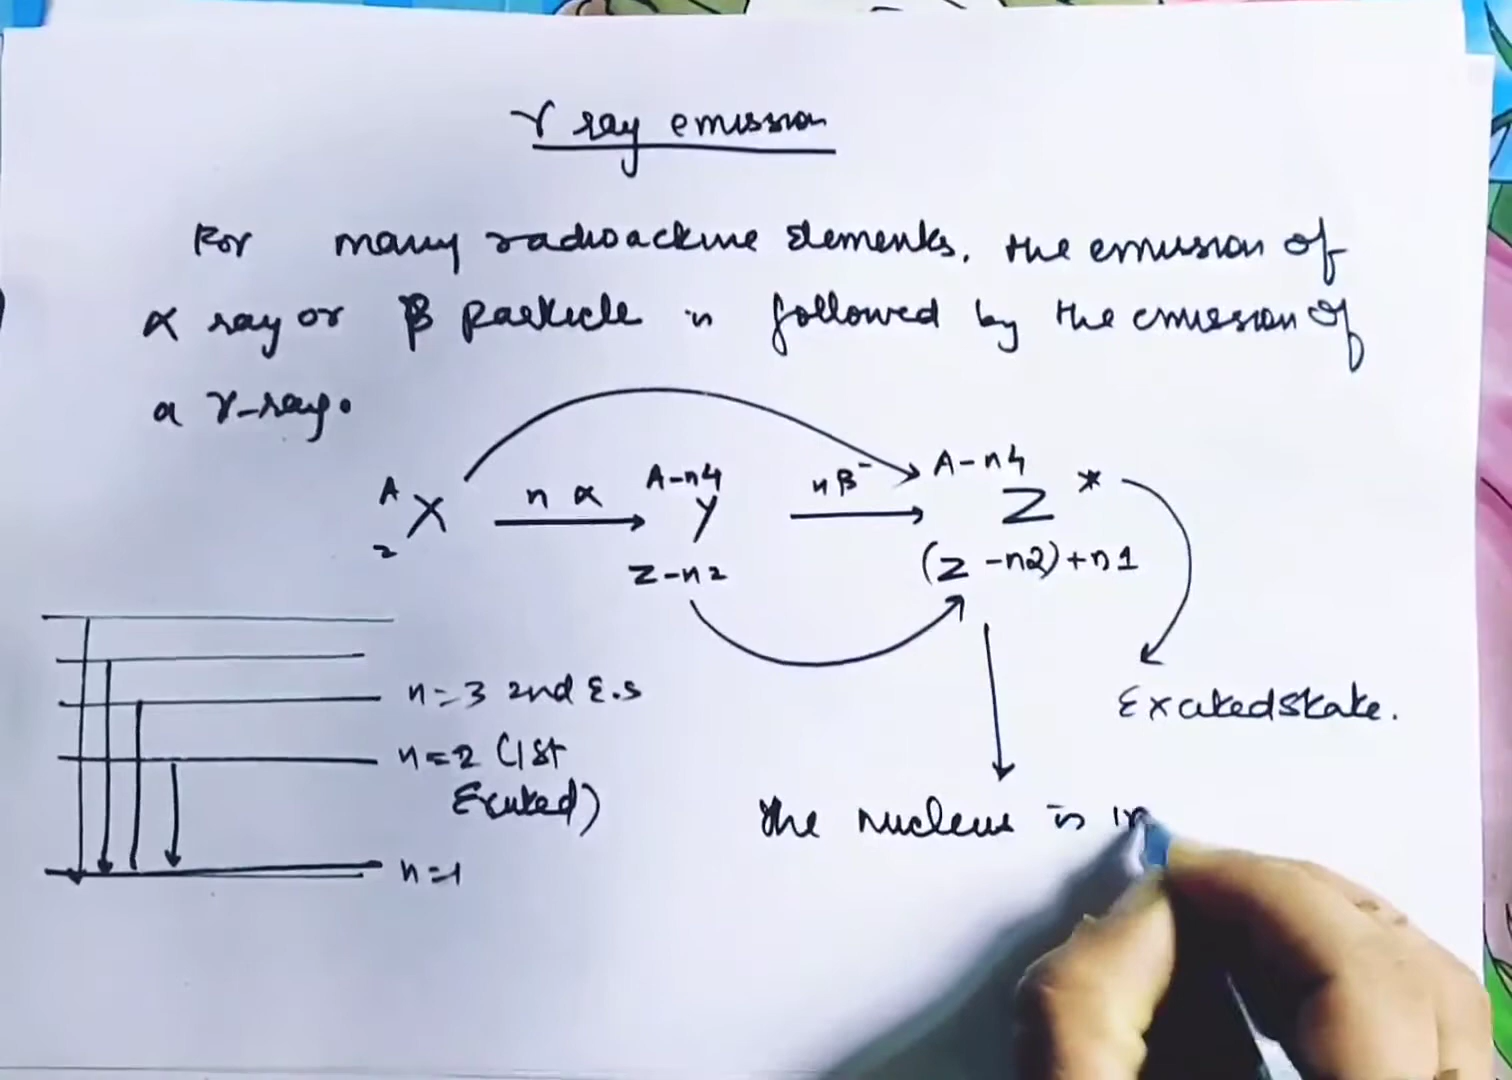 γ ray emission
For many radioactive elements, the emission of
α ray or β particle is followed by the emission of
a γ-ray.
A A-n4 A-n4
X n α Y nβ⁻ Z *
z Z-n2 (Z-n2)+n1
n=3 2nd E.S
Excited state.
n=2 (1st
Excited)
The nucleus is in
n=1